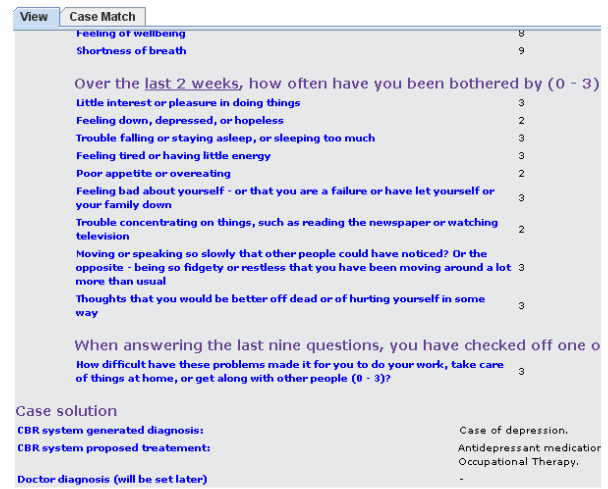 View Case Match
Feeling of wellbeing 8
Shortness of breath 9
Over the last 2 weeks, how often have you been bothered by (0 - 3)
Little interest or pleasure in doing things 3
Feeling down, depressed, or hopeless 2
Trouble falling or staying asleep, or sleeping too much 3
Feeling tired or having little energy 3
Poor appetite or overeating 2
Feeling bad about yourself - or that you are a failure or have let yourself or
your family down 3
Trouble concentrating on things, such as reading the newspaper or watching
television 2
Moving or speaking so slowly that other people could have noticed? Or the
opposite - being so fidgety or restless that you have been moving around a lot 3
more than usual
Thoughts that you would be better off dead or of hurting yourself in some
way 3
When answering the last nine questions, you have checked off one o
How difficult have these problems made it for you to do your work, take care
of things at home, or get along with other people (0 - 3)? 3
Case solution
CBR system generated diagnosis: Case of depression.
CBR system proposed treatement: Antidepressant medication
Occupational Therapy.
Doctor diagnosis (will be set later) -